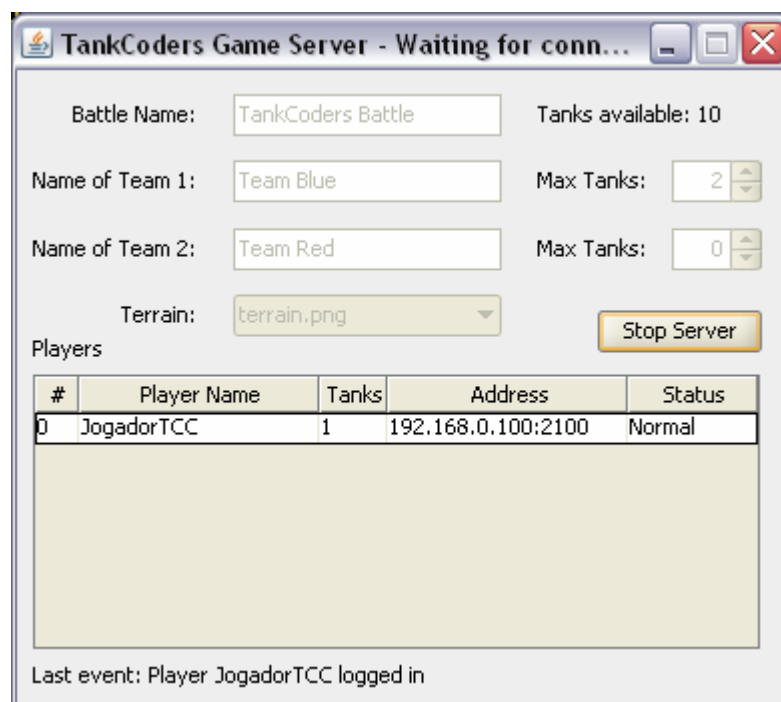 TankCoders Game Server - Waiting for conn...
Battle Name: TankCoders Battle Tanks available: 10
Name of Team 1: Team Blue Max Tanks: 2
Name of Team 2: Team Red Max Tanks: 0
Terrain: terrain.png Stop Server
Players
# Player Name Tanks Address Status
0 JogadorTCC 1 192.168.0.100:2100 Normal
Last event: Player JogadorTCC logged in